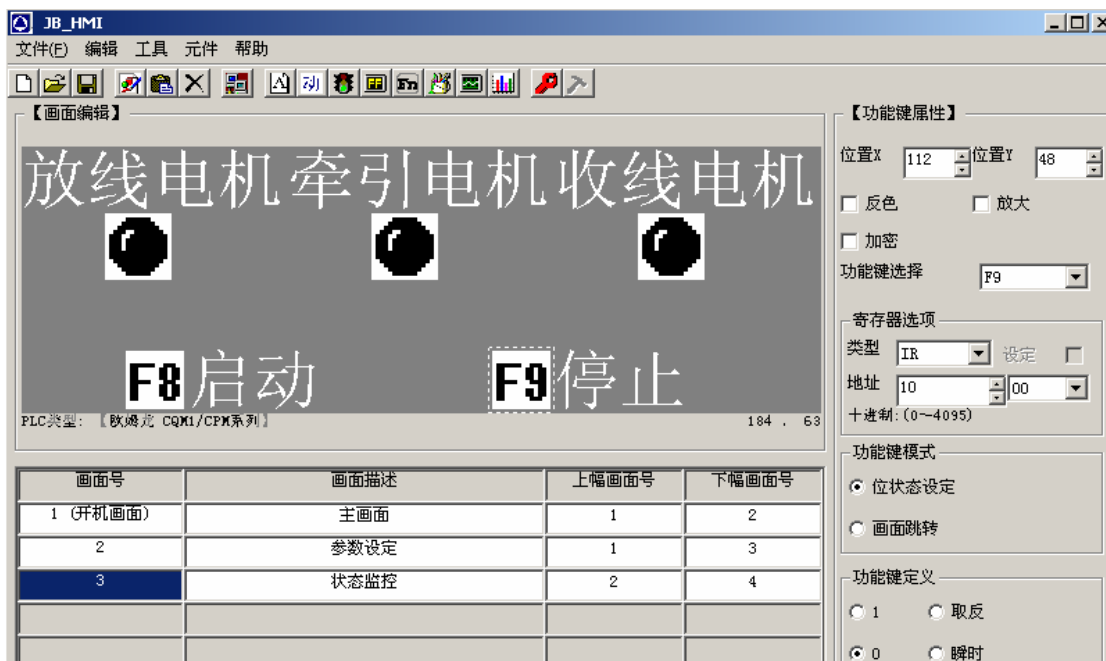 JB_HMI
文件(F) 编辑 工具 元件 帮助
【画面编辑】
放线电机 牵引电机 收线电机
F8 启动 F9 停止
PLC类型: 【欧姆龙 CQM1/CPM系列】 184 . 63
画面号 画面描述 上幅画面号 下幅画面号
1 (开机画面) 主画面 1 2
2 参数设定 1 3
3 状态监控 2 4
【功能键属性】
位置X 112 位置Y 48
反色 放大
加密
功能键选择 F9
寄存器选项
类型 IR 设定
地址 10 00
十进制:(0--4095)
功能键模式
位状态设定
画面跳转
功能键定义
1 取反
0 瞬时